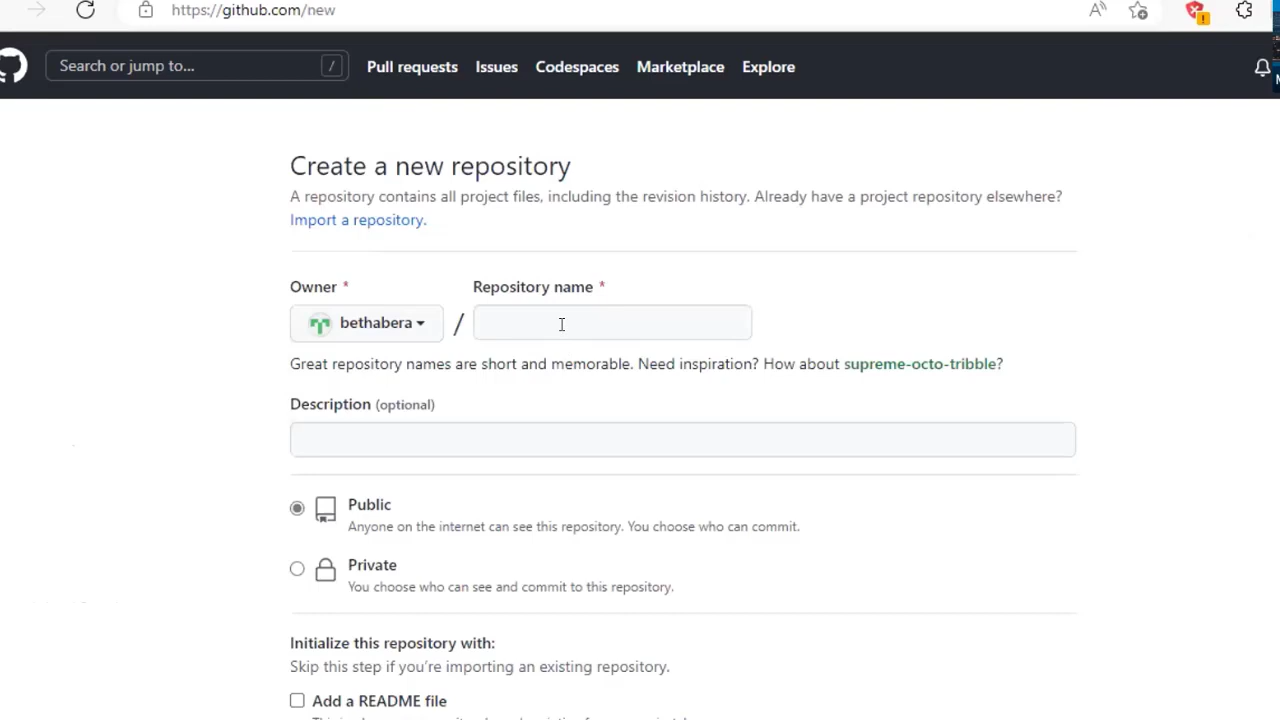 https://github.com/new
Search or jump to... /
Pull requests Issues Codespaces Marketplace Explore
Create a new repository
A repository contains all project files, including the revision history. Already have a project repository elsewhere?
Import a repository.
Owner * Repository name *
bethabera /
Great repository names are short and memorable. Need inspiration? How about supreme-octo-tribble?
Description (optional)
Public
Anyone on the internet can see this repository. You choose who can commit.
Private
You choose who can see and commit to this repository.
Initialize this repository with:
Skip this step if you're importing an existing repository.
Add a README file